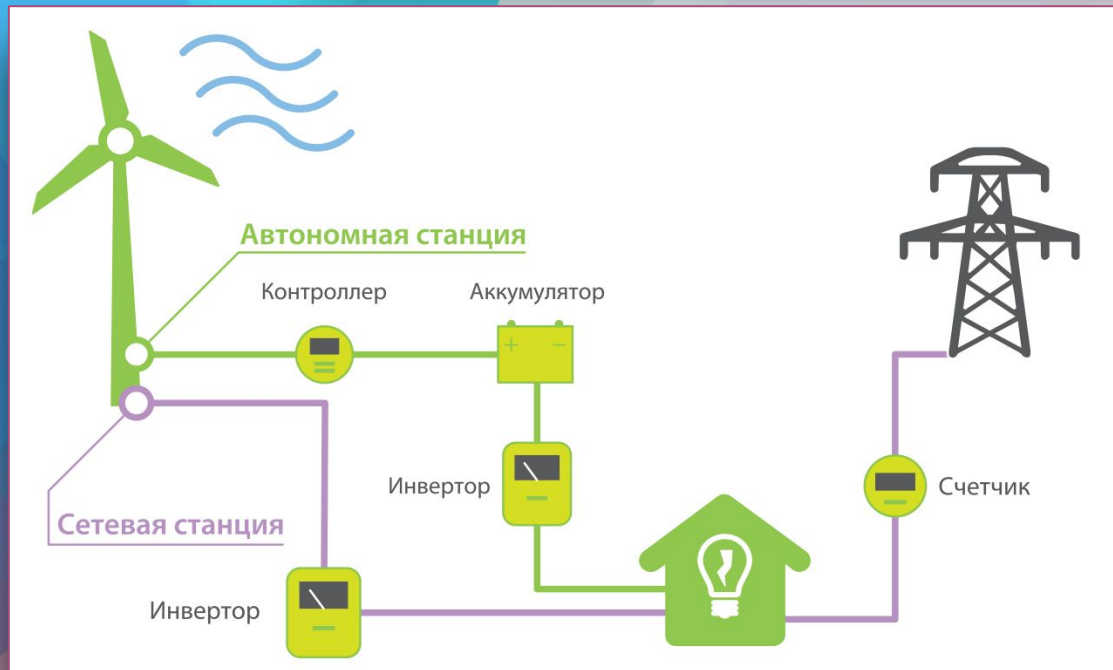 Автономная станция
Контроллер
Аккумулятор
+ −
Инвертор
Счетчик
Сетевая станция
Инвертор